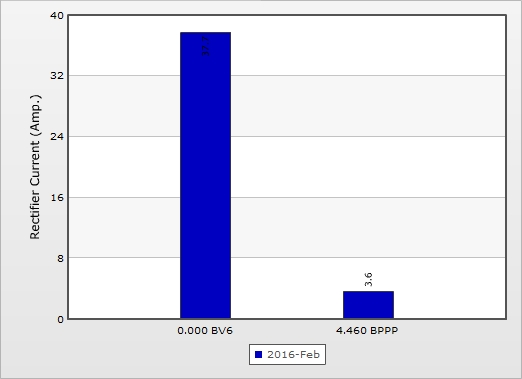 40
32
24
16
8
0
Rectifier Current (Amp.)
3.6
0.000 BV6
4.460 BPPP
2016-Feb